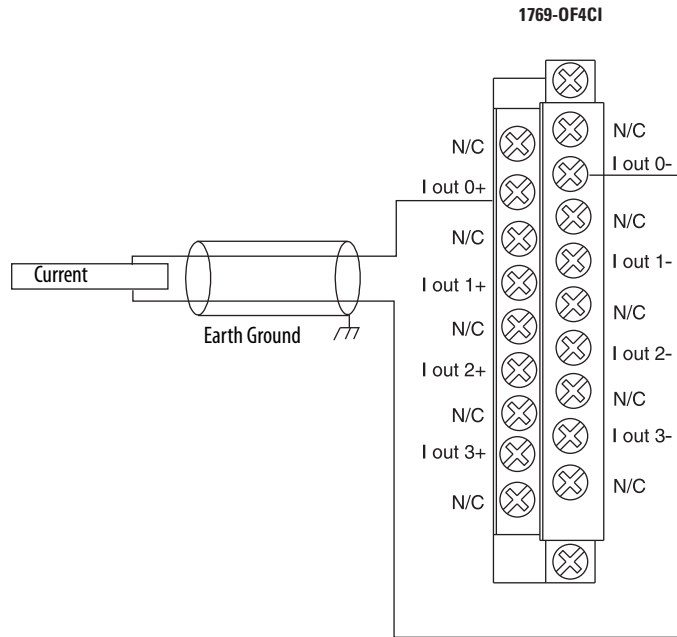 1769-OF4CI
N/C
I out 0+
N/C
I out 1+
N/C
I out 2+
N/C
I out 3+
N/C
N/C
I out 0-
N/C
I out 1-
N/C
I out 2-
N/C
I out 3-
N/C
Current
Earth Ground